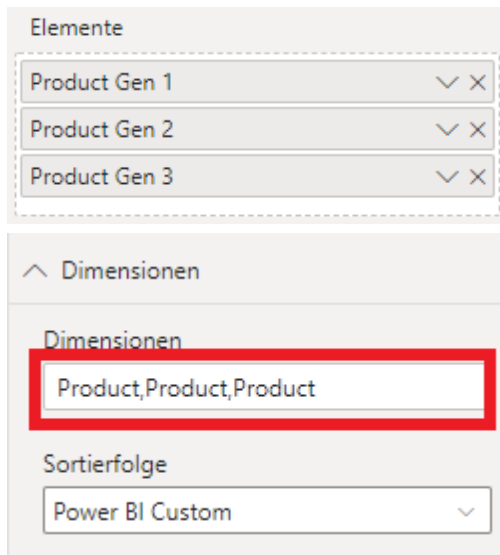 Elemente
Product Gen 1
Product Gen 2
Product Gen 3
Dimensionen
Dimensionen
Product,Product,Product
Sortierfolge
Power BI Custom